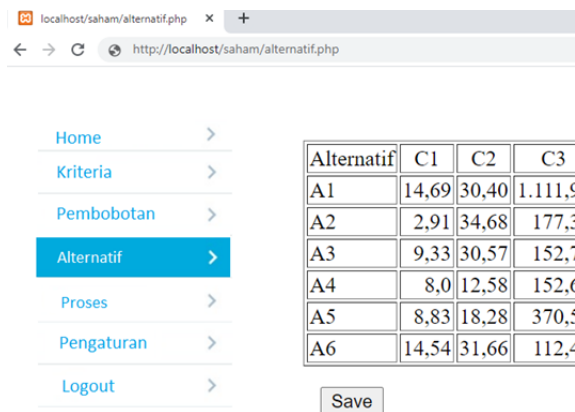 localhost/saham/alternatif.php
http://localhost/saham/alternatif.php
Home
Kriteria
Pembobotan
Alternatif
Proses
Pengaturan
Logout
Alternatif C1 C2 C3
A1 14,69 30,40 1.111,9
A2 2,91 34,68 177,3
A3 9,33 30,57 152,7
A4 8,0 12,58 152,6
A5 8,83 18,28 370,5
A6 14,54 31,66 112,4
Save